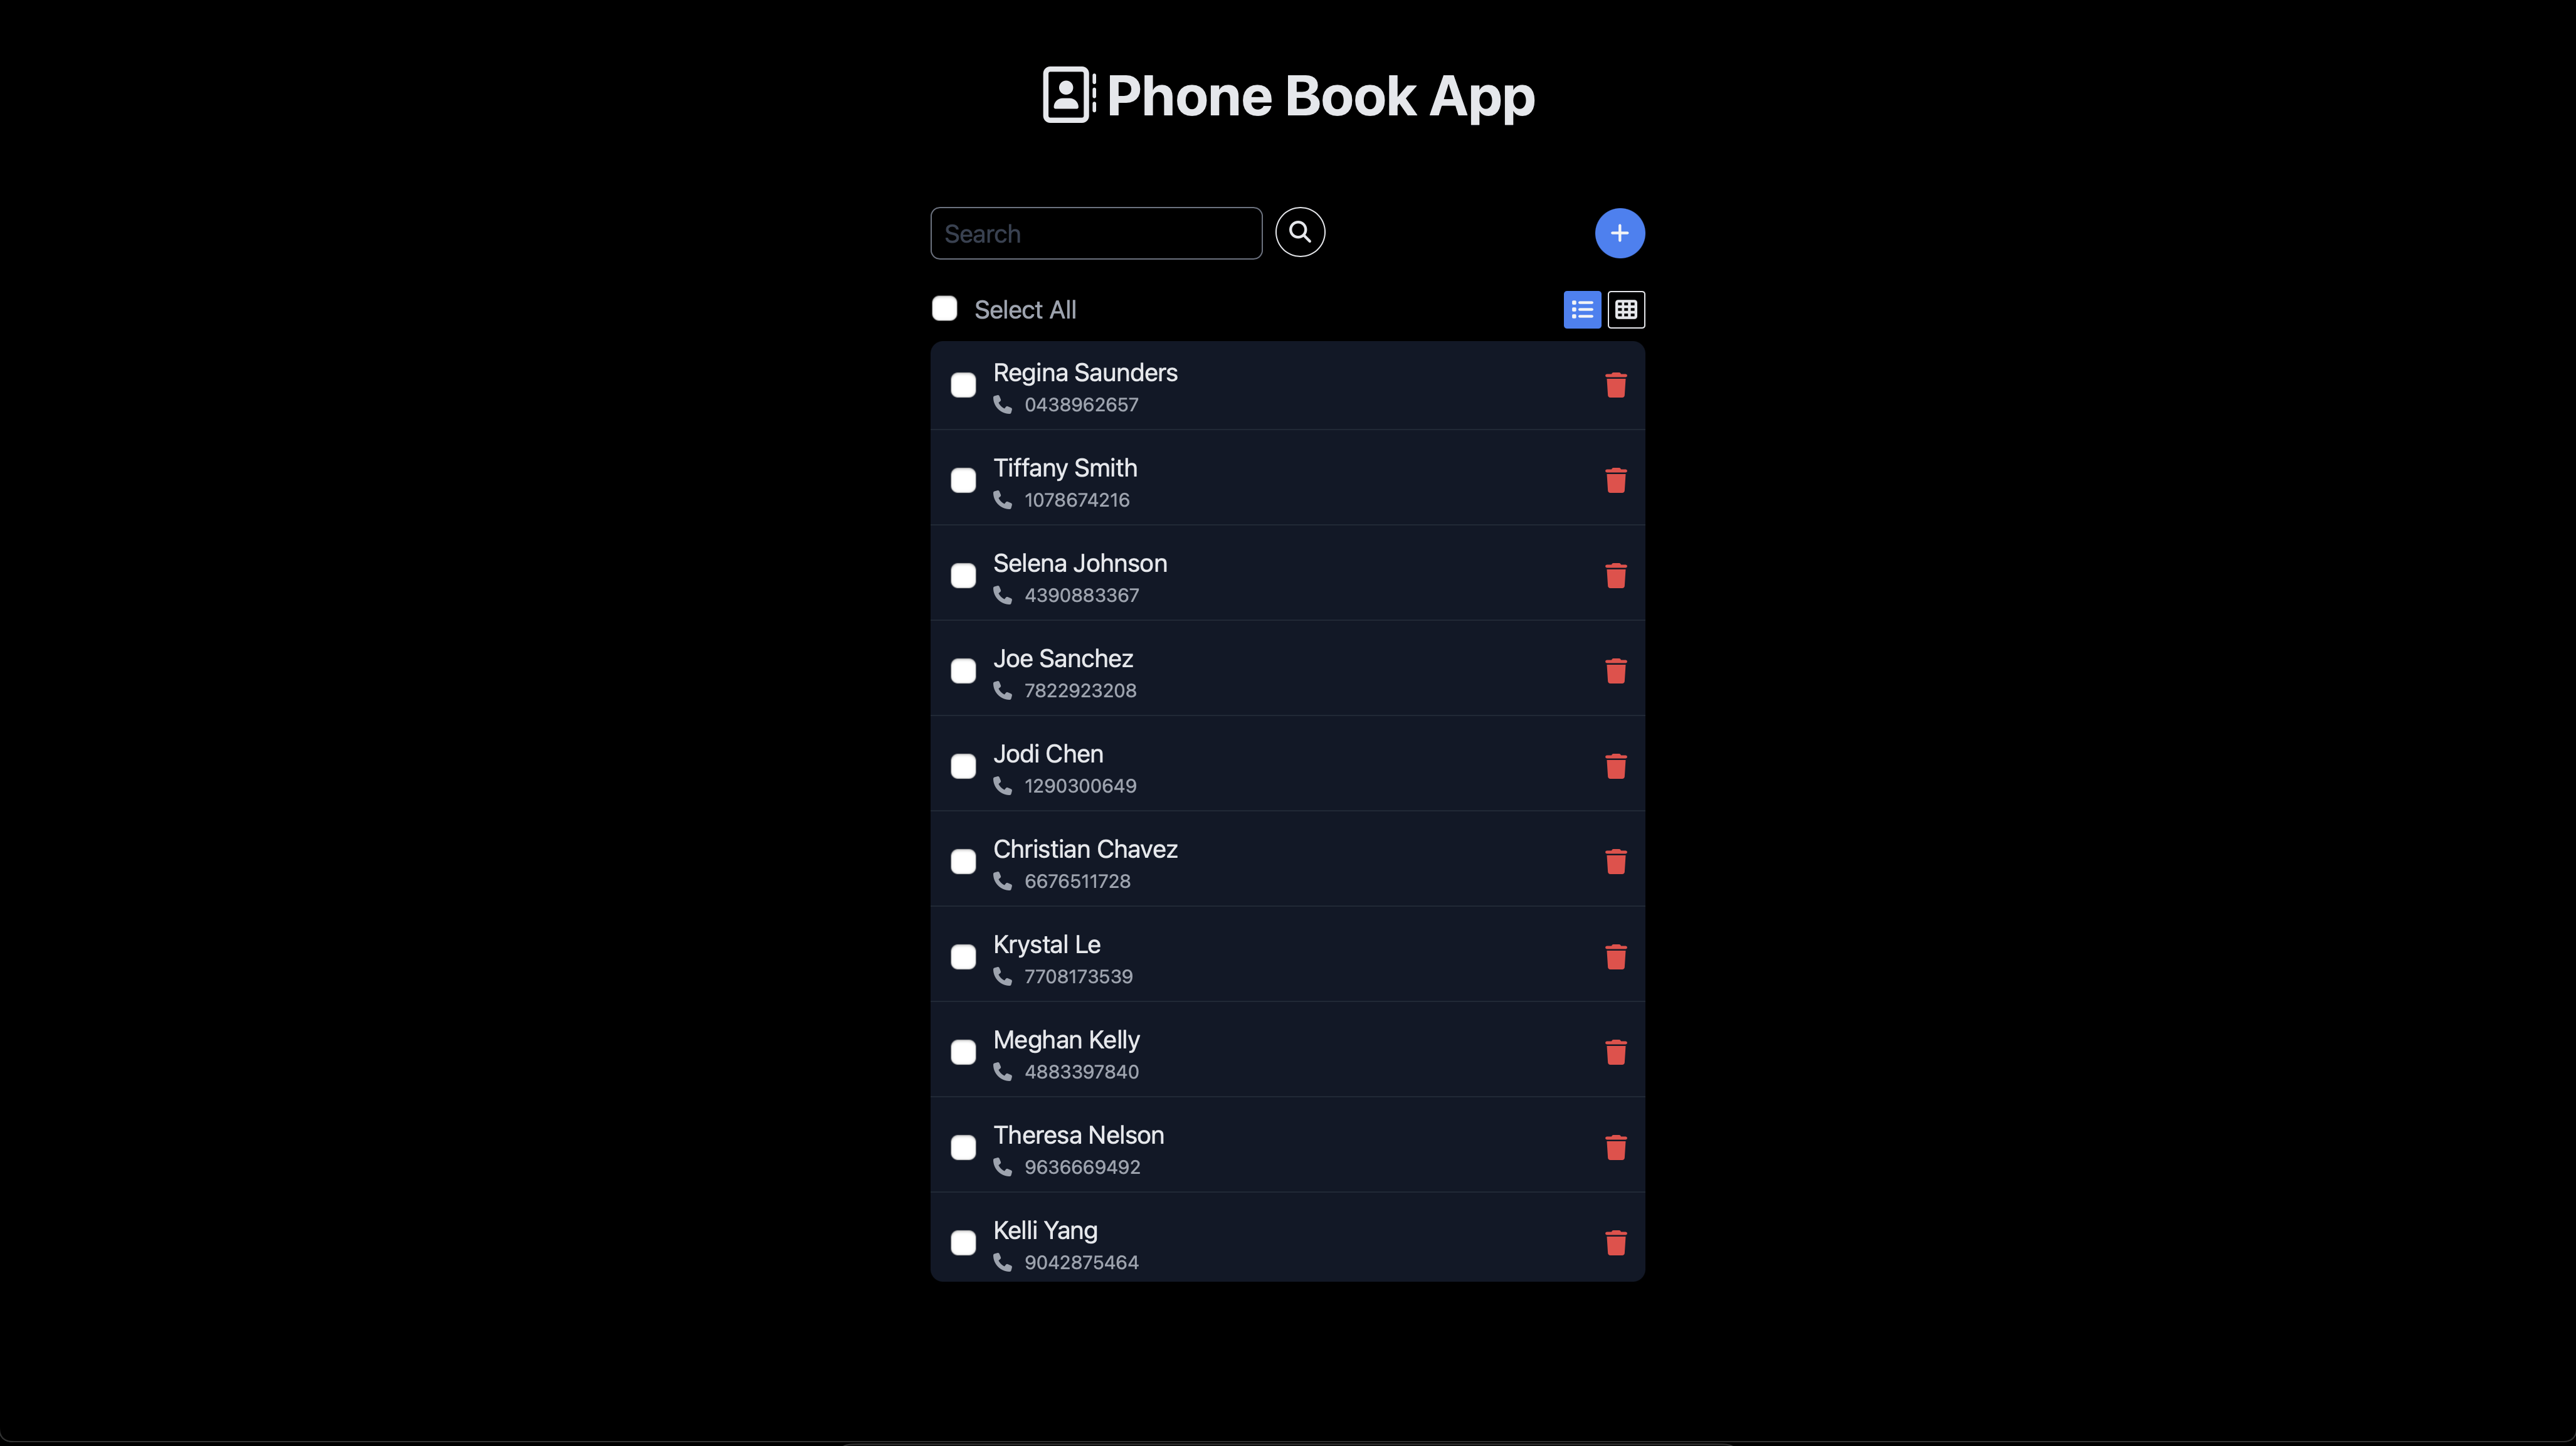 Phone Book App
Search
Select All
Regina Saunders
0438962657
Tiffany Smith
1078674216
Selena Johnson
4390883367
Joe Sanchez
7822923208
Jodi Chen
1290300649
Christian Chavez
6676511728
Krystal Le
7708173539
Meghan Kelly
4883397840
Theresa Nelson
9636669492
Kelli Yang
9042875464